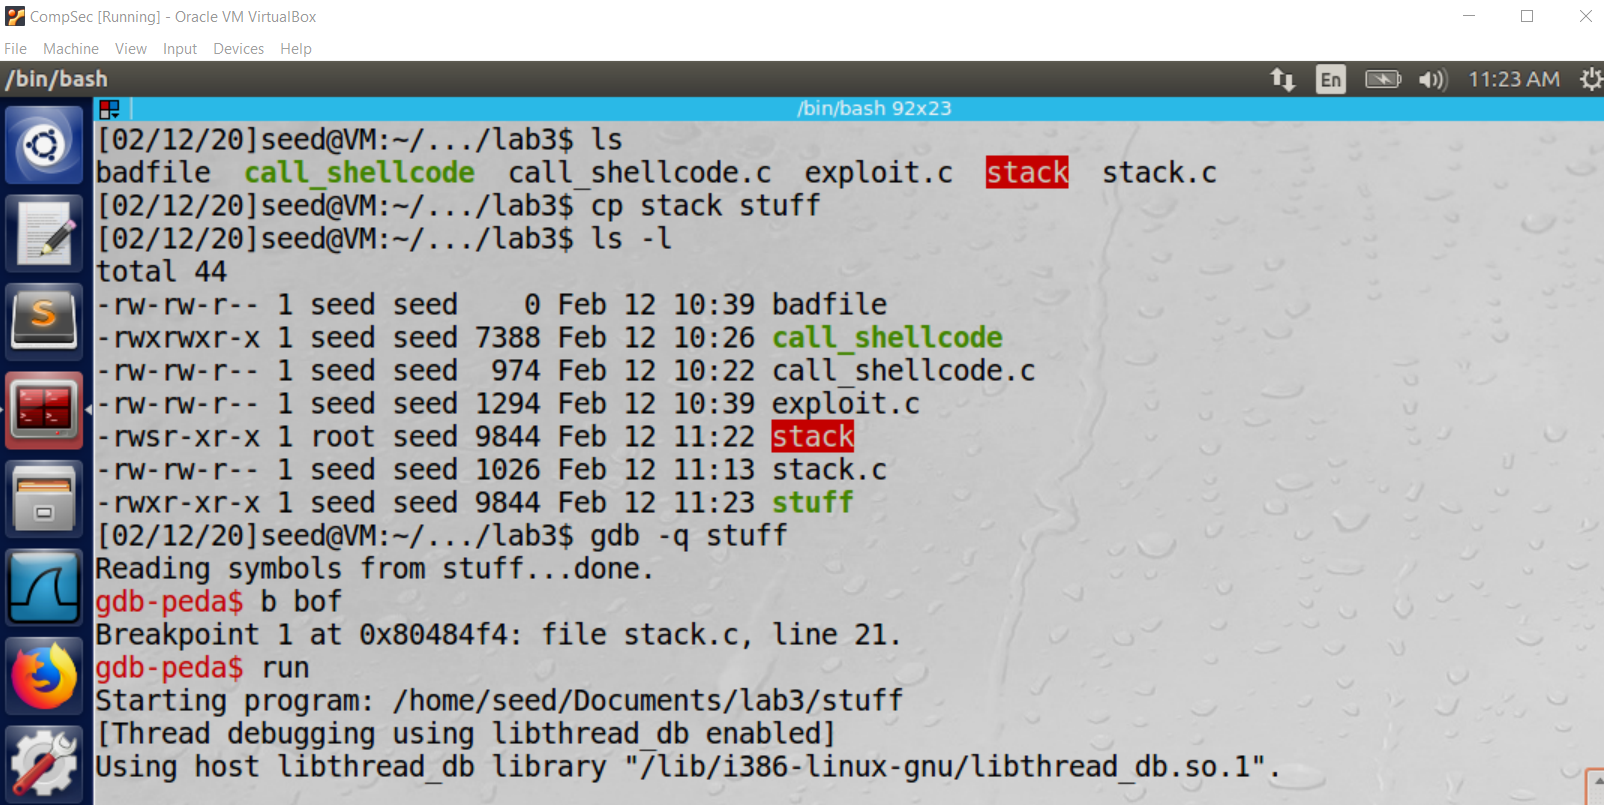 CompSec [Running] - Oracle VM VirtualBox
File Machine View Input Devices Help
/bin/bash En 11:23 AM
/bin/bash 92x23
[02/12/20]seed@VM:~/.../lab3$ ls
badfile  call_shellcode  call_shellcode.c  exploit.c  stack  stack.c
[02/12/20]seed@VM:~/.../lab3$ cp stack stuff
[02/12/20]seed@VM:~/.../lab3$ ls -l
total 44
-rw-rw-r-- 1 seed seed    0 Feb 12 10:39 badfile
-rwxrwxr-x 1 seed seed 7388 Feb 12 10:26 call_shellcode
-rw-rw-r-- 1 seed seed  974 Feb 12 10:22 call_shellcode.c
-rw-rw-r-- 1 seed seed 1294 Feb 12 10:39 exploit.c
-rwsr-xr-x 1 root seed 9844 Feb 12 11:22 stack
-rw-rw-r-- 1 seed seed 1026 Feb 12 11:13 stack.c
-rwxr-xr-x 1 seed seed 9844 Feb 12 11:23 stuff
[02/12/20]seed@VM:~/.../lab3$ gdb -q stuff
Reading symbols from stuff...done.
gdb-peda$ b bof
Breakpoint 1 at 0x80484f4: file stack.c, line 21.
gdb-peda$ run
Starting program: /home/seed/Documents/lab3/stuff
[Thread debugging using libthread_db enabled]
Using host libthread_db library "/lib/i386-linux-gnu/libthread_db.so.1".